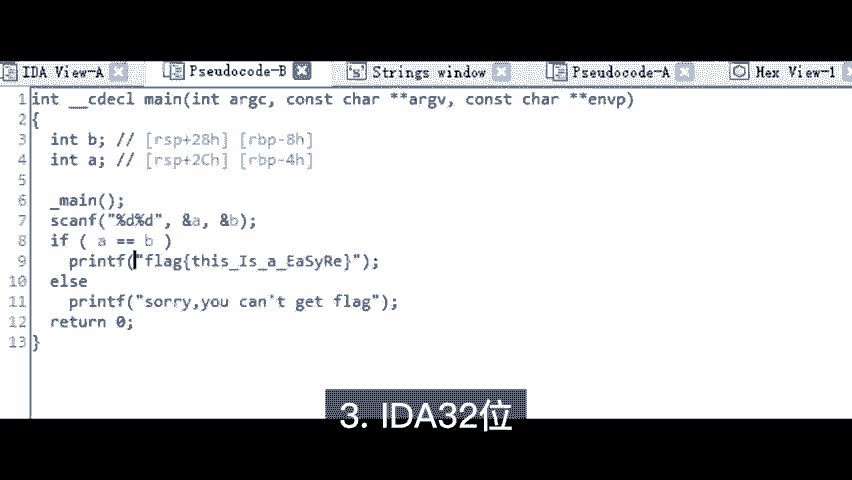 IDA View-A Pseudocode-B Strings window Pseudocode-A Hex View-1
1 int __cdecl main(int argc, const char **argv, const char **envp)
2 {
3 int b; // [rsp+28h] [rbp-8h]
4 int a; // [rsp+2Ch] [rbp-4h]
5
6 _main();
7 scanf("%d%d", &a, &b);
8 if ( a == b )
9 printf("flag{this_Is_a_EaSyRe}");
10 else
11 printf("sorry,you can't get flag");
12 return 0;
13 }
3. IDA32位